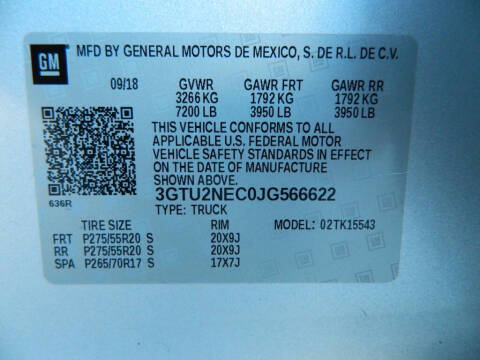 GM
MFD BY GENERAL MOTORS DE MEXICO, S. DE R.L. DE C.V.
09/18 GVWR GAWR FRT GAWR RR
3266 KG 1792 KG 1792 KG
7200 LB 3950 LB 3950 LB
THIS VEHICLE CONFORMS TO ALL
APPLICABLE U.S. FEDERAL MOTOR
VEHICLE SAFETY STANDARDS IN EFFECT
ON THE DATE OF MANUFACTURE
SHOWN ABOVE.
636R
3GTU2NEC0JG566622
TYPE: TRUCK
TIRE SIZE RIM MODEL: 02TK15543
FRT P275/55R20 S 20X9J
RR P275/55R20 S 20X9J
SPA P265/70R17 S 17X7J